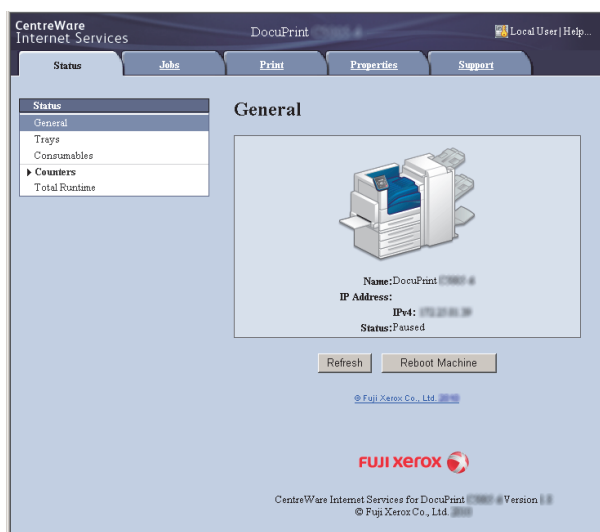 CentreWare
Internet Services
DocuPrint
Local User | Help...
Status
Jobs
Print
Properties
Support
Status
General
Trays
Consumables
Counters
Total Runtime
General
Name:DocuPrint
IP Address:
IPv4:
Status:Paused
Refresh
Reboot Machine
© Fuji Xerox Co., Ltd.
FUJI XEROX
CentreWare Internet Services for DocuPrint Version
© Fuji Xerox Co., Ltd.